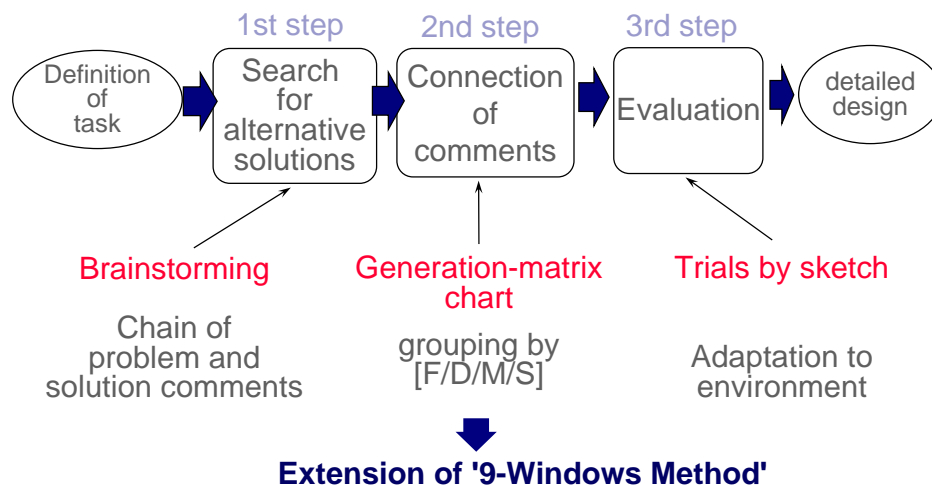 1st step
2nd step
3rd step
Definition
of
task
Search
for
alternative
solutions
Connection
of
comments
Evaluation
detailed
design
Brainstorming
Generation-matrix
chart
Trials by sketch
Chain of
problem and
solution comments
grouping by
[F/D/M/S]
Adaptation to
environment
Extension of '9-Windows Method'